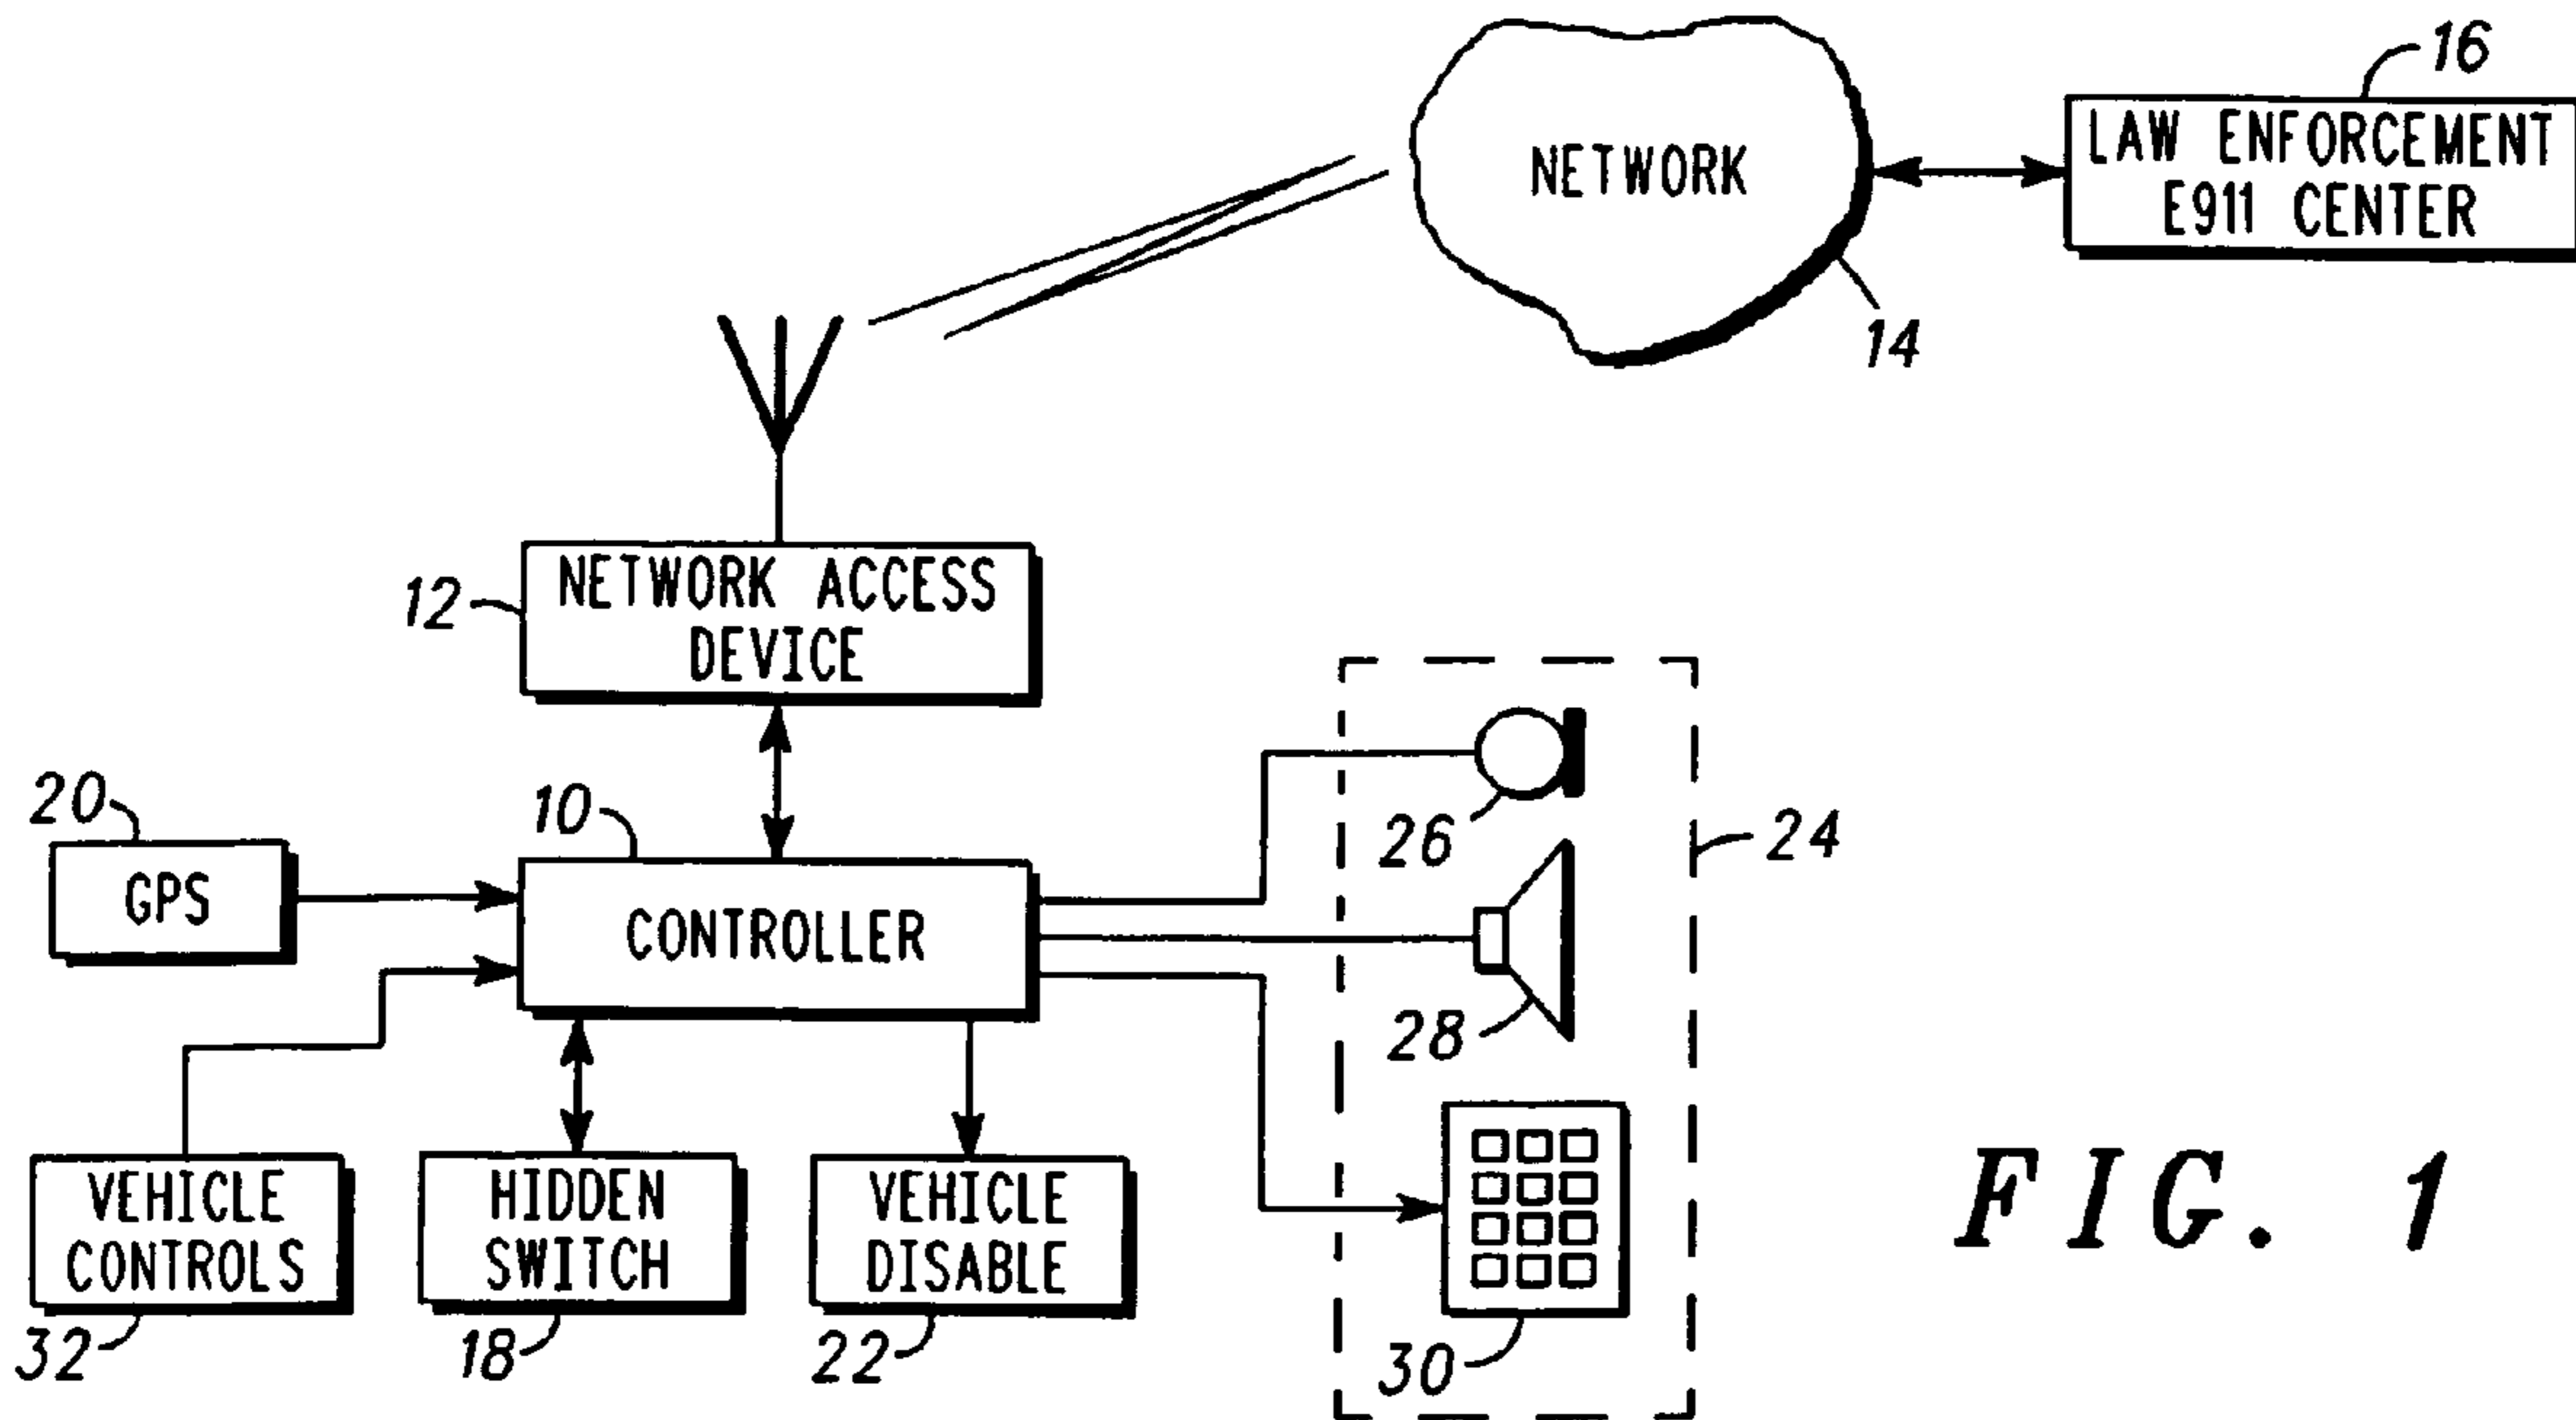 16
LAW ENFORCEMENT
E911 CENTER
NETWORK
14
12
NETWORK ACCESS
DEVICE
20
GPS
10
CONTROLLER
26
24
28
30
VEHICLE
CONTROLS
32
HIDDEN
SWITCH
18
VEHICLE
DISABLE
22
FIG. 1